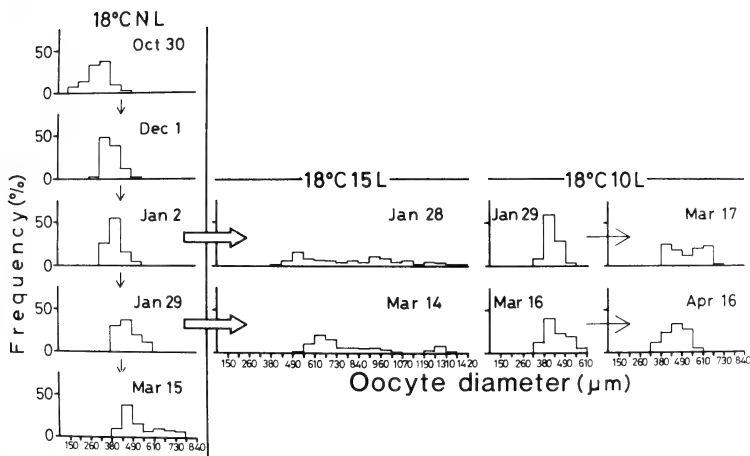 18°C N L
Oct 30
50
0
Dec 1
50
0
18°C 15 L
18°C 10 L
Jan 2
50
0
Jan 28
Jan 29
Mar 17
Jan 29
50
0
Mar 14
Mar 16
Apr 16
Mar 15
50
0
150 260 380 490 610 730 840
150 260 380 490 610 730 840 960 1070 1190 1310 1420
150 260 380 490 610
150 260 380 490 610 730 840
Frequency (%)
Oocyte diameter (μm)